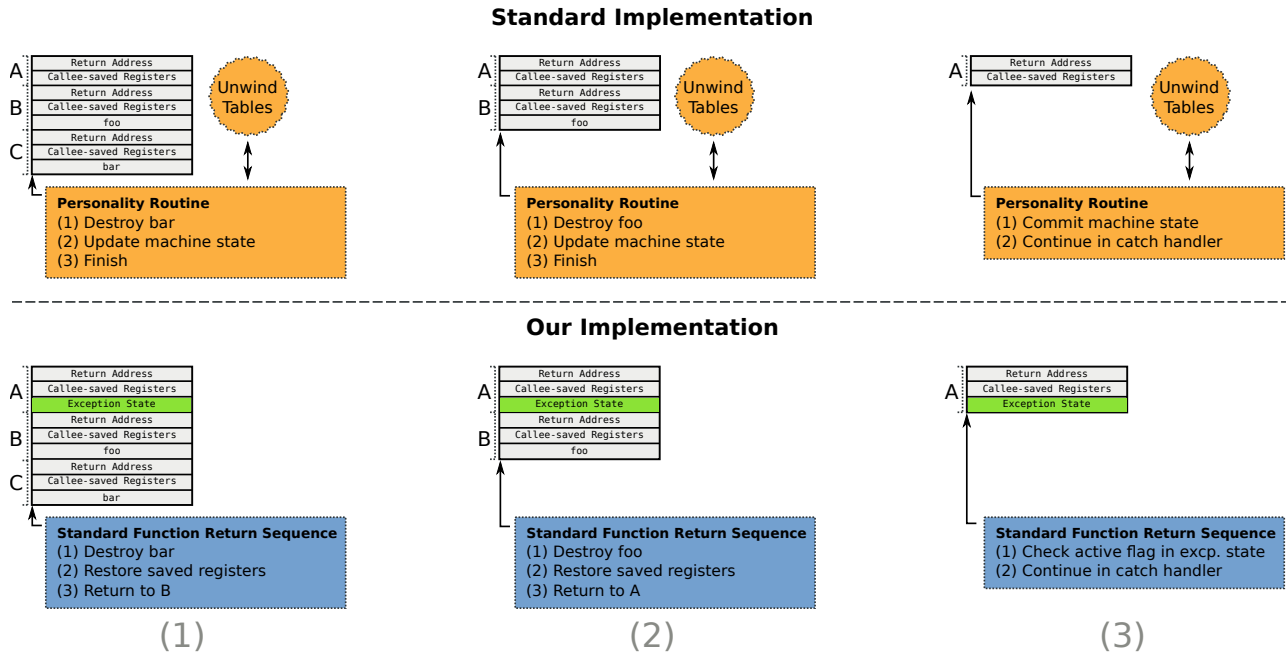 Standard Implementation
A
Return Address
Callee-saved Registers
B
Return Address
Callee-saved Registers
foo
C
Return Address
Callee-saved Registers
bar
Unwind
Tables
Personality Routine
(1) Destroy bar
(2) Update machine state
(3) Finish
A
Return Address
Callee-saved Registers
B
Return Address
Callee-saved Registers
foo
Unwind
Tables
Personality Routine
(1) Destroy foo
(2) Update machine state
(3) Finish
A
Return Address
Callee-saved Registers
Unwind
Tables
Personality Routine
(1) Commit machine state
(2) Continue in catch handler
Our Implementation
A
Return Address
Callee-saved Registers
Exception State
B
Return Address
Callee-saved Registers
foo
C
Return Address
Callee-saved Registers
bar
Standard Function Return Sequence
(1) Destroy bar
(2) Restore saved registers
(3) Return to B
(1)
A
Return Address
Callee-saved Registers
Exception State
B
Return Address
Callee-saved Registers
foo
Standard Function Return Sequence
(1) Destroy foo
(2) Restore saved registers
(3) Return to A
(2)
A
Return Address
Callee-saved Registers
Exception State
Standard Function Return Sequence
(1) Check active flag in excp. state
(2) Continue in catch handler
(3)